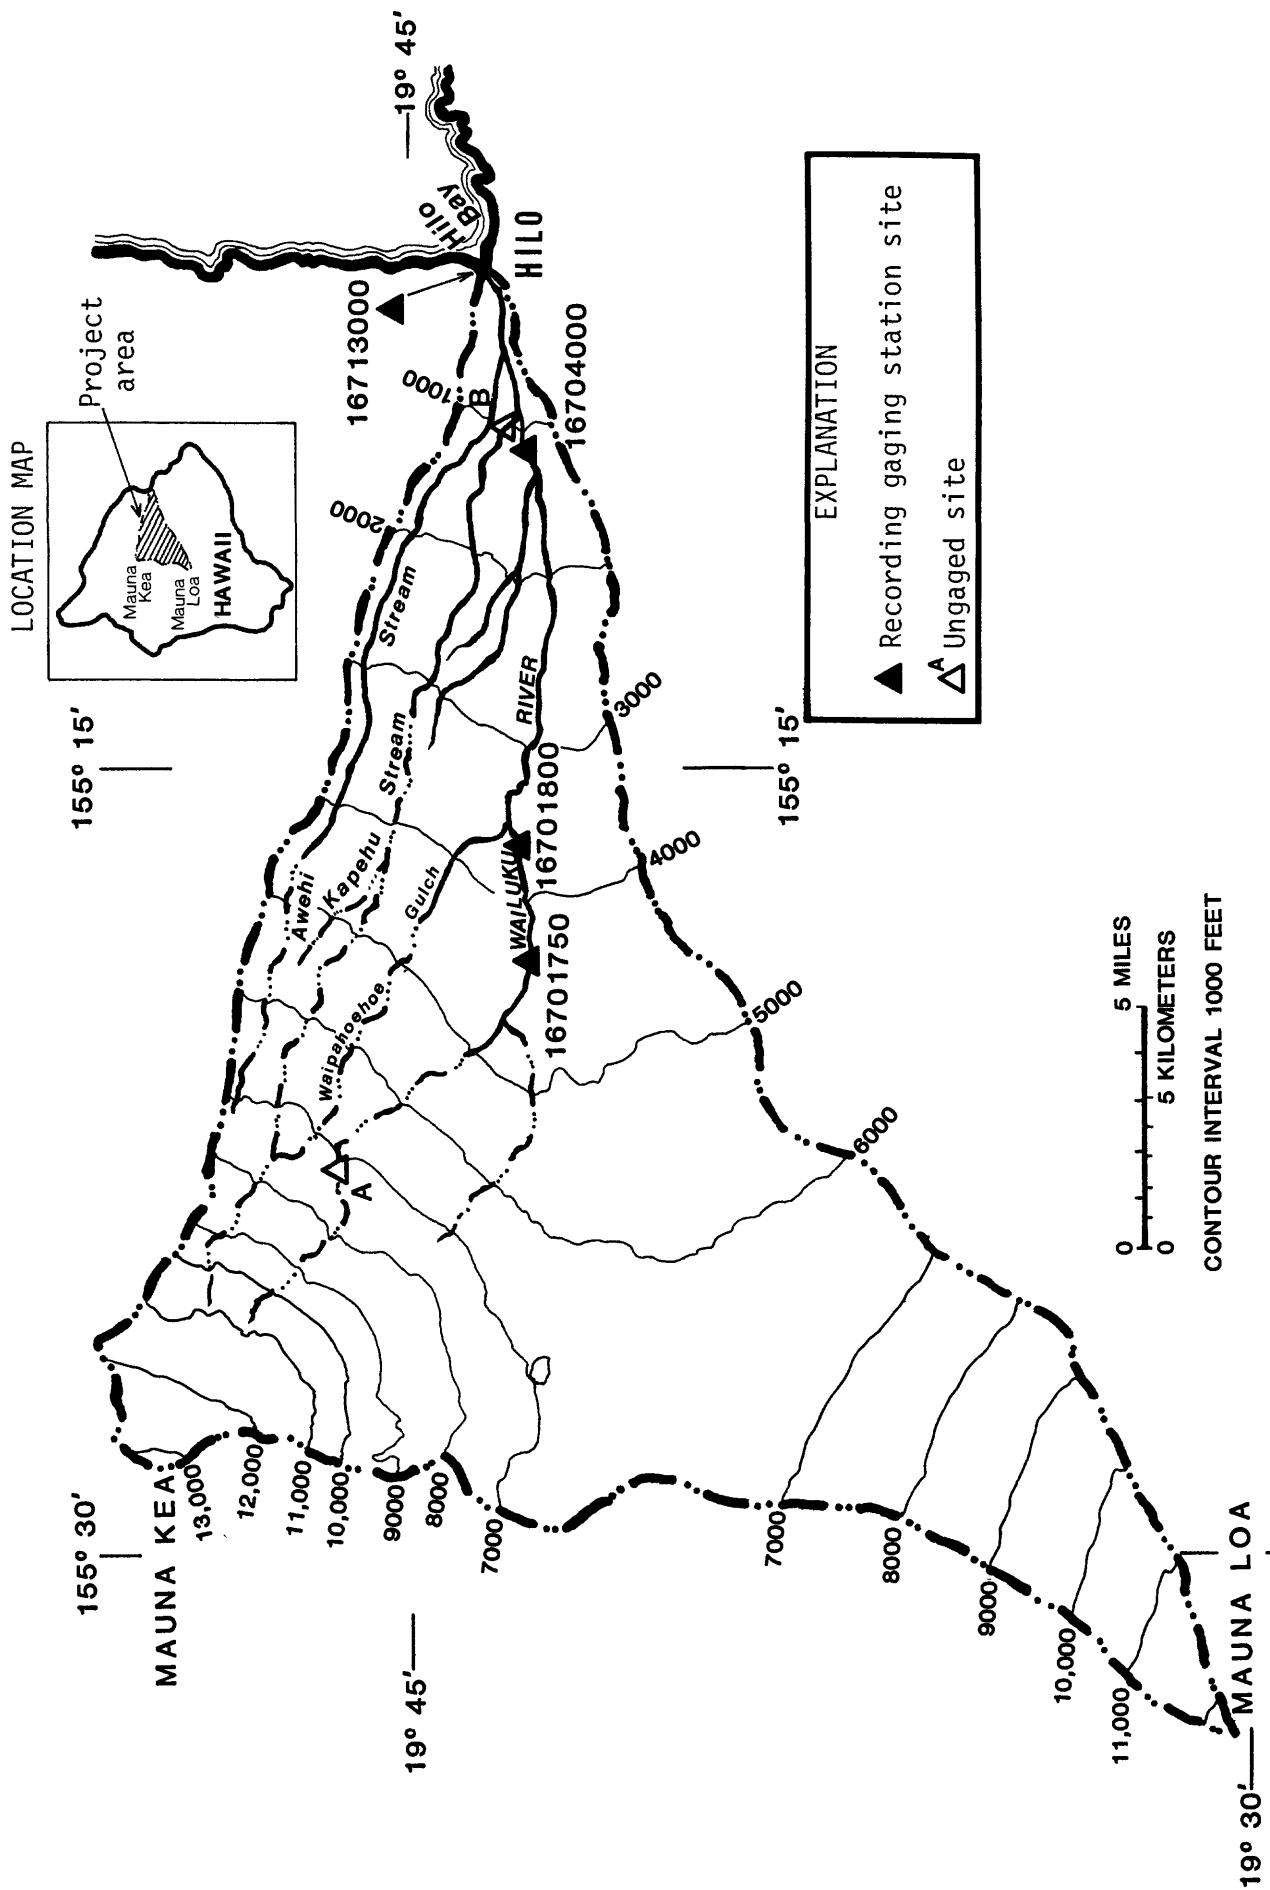 LOCATION MAP
Project
area
Mauna
Kea
Mauna
Loa
HAWAII
155° 30'
155° 15'
MAUNA KEA
13,000
12,000
11,000
10,000
9000
8000
7000
Awehi
Stream
Kapehu
Stream
Waipahoehoe
Gulch
WAILUKU
RIVER
A
B
1000
2000
3000
4000
5000
6000
16713000
16704000
16701800
16701750
Hilo
Bay
HILO
19° 45'
19° 45'
7000
8000
9000
10,000
11,000
MAUNA LOA
19° 30'
155° 15'
EXPLANATION
Recording gaging station site
A
Ungaged site
0
5 MILES
0
5 KILOMETERS
CONTOUR INTERVAL 1000 FEET